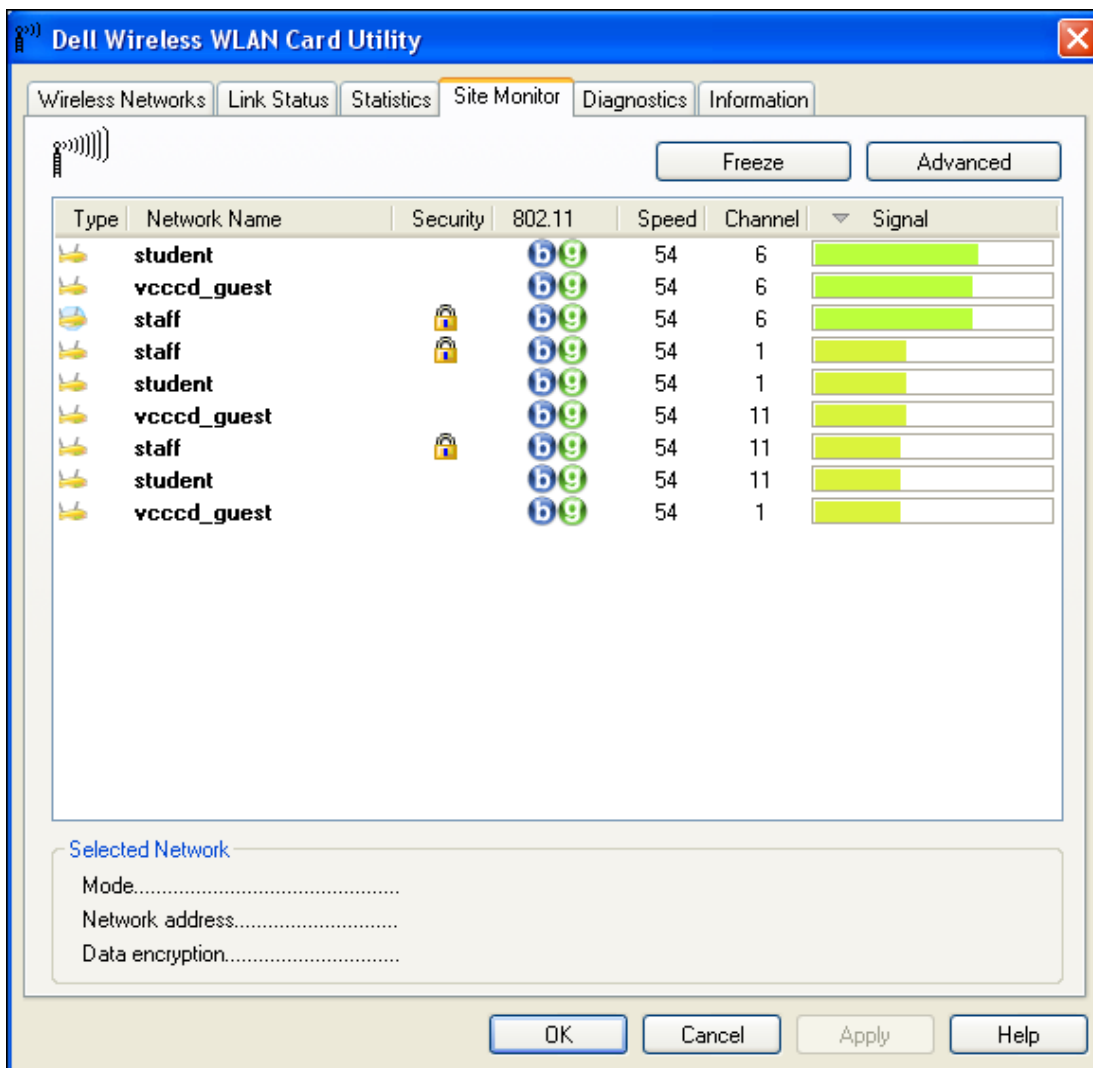 Dell Wireless WLAN Card Utility
Wireless Networks Link Status Statistics Site Monitor Diagnostics Information
Freeze Advanced
Type Network Name Security 802.11 Speed Channel Signal
student b g 54 6
vcccd_guest b g 54 6
staff b g 54 6
staff b g 54 1
student b g 54 1
vcccd_guest b g 54 11
staff b g 54 11
student b g 54 11
vcccd_guest b g 54 1
Selected Network
Mode...............................................
Network address.............................
Data encryption...............................
OK Cancel Apply Help